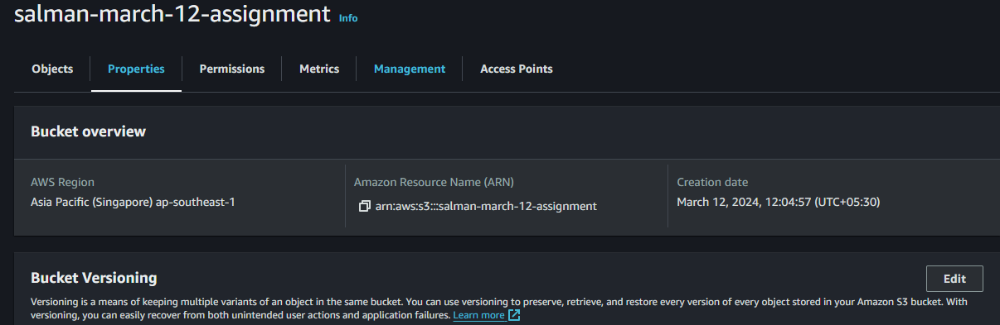 salman-march-12-assignment Info
Objects Properties Permissions Metrics Management Access Points
Bucket overview
AWS Region Amazon Resource Name (ARN) Creation date
Asia Pacific (Singapore) ap-southeast-1 arn:aws:s3:::salman-march-12-assignment March 12, 2024, 12:04:57 (UTC+05:30)
Bucket Versioning Edit
Versioning is a means of keeping multiple variants of an object in the same bucket. You can use versioning to preserve, retrieve, and restore every version of every object stored in your Amazon S3 bucket. With
versioning, you can easily recover from both unintended user actions and application failures. Learn more